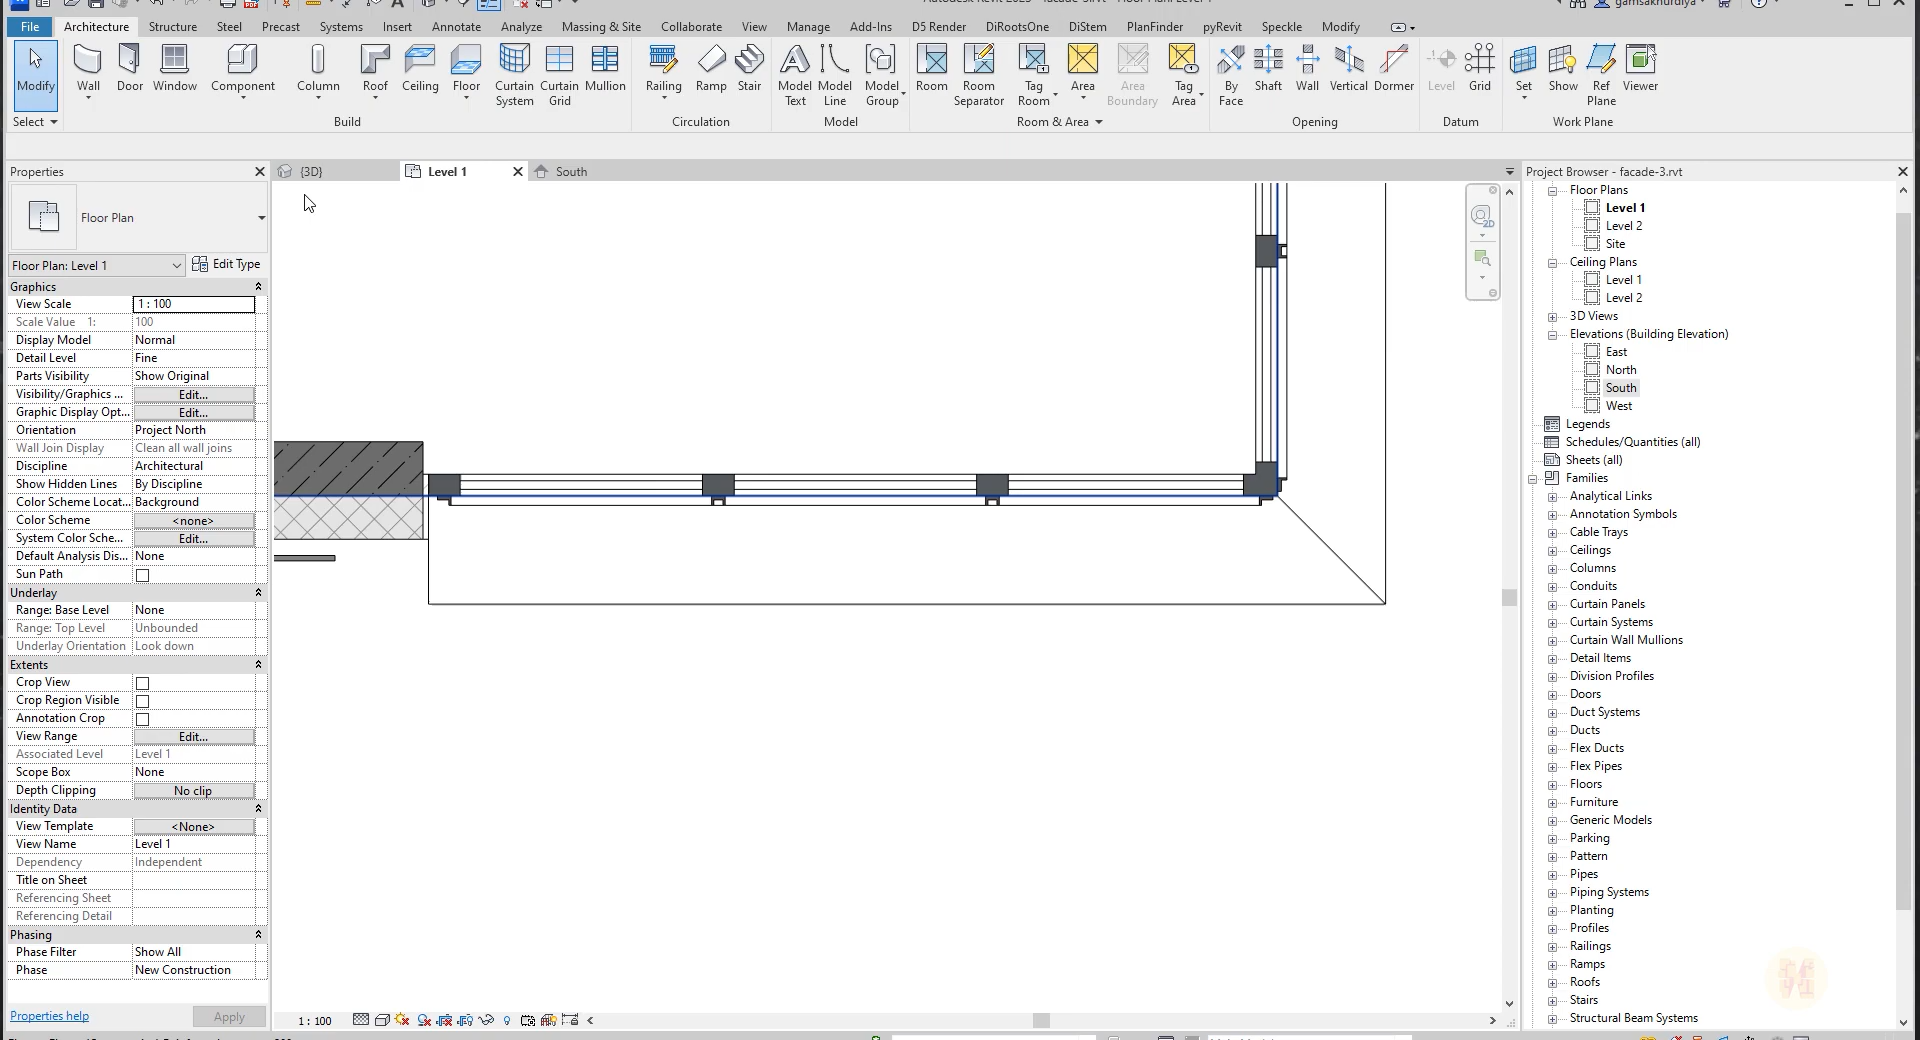 gamsakhurdiya
File Architecture Structure Steel Precast Systems Insert Annotate Analyze Massing & Site Collaborate View Manage Add-Ins D5 Render DiRootsOne DiStem PlanFinder pyRevit Speckle Modify
Modify Wall Door Window Component Column Roof Ceiling Floor Curtain System Curtain Grid Mullion Railing Ramp Stair Model Text Model Line Model Group Room Room Separator Tag Room Area Area Boundary Tag Area By Face Shaft Wall Vertical Dormer Level Grid Set Show Ref Plane Viewer
Select Build Circulation Model Room & Area Opening Datum Work Plane
Properties
{3D} Level 1 South
Project Browser - facade-3.rvt
Floor Plan
Floor Plan: Level 1 Edit Type
Graphics
View Scale 1 : 100
Scale Value 1: 100
Display Model Normal
Detail Level Fine
Parts Visibility Show Original
Visibility/Graphics ... Edit...
Graphic Display Opt... Edit...
Orientation Project North
Wall Join Display Clean all wall joins
Discipline Architectural
Show Hidden Lines By Discipline
Color Scheme Locat... Background
Color Scheme <none>
System Color Sche... Edit...
Default Analysis Dis... None
Sun Path
Underlay
Range: Base Level None
Range: Top Level Unbounded
Underlay Orientation Look down
Extents
Crop View
Crop Region Visible
Annotation Crop
View Range Edit...
Associated Level Level 1
Scope Box None
Depth Clipping No clip
Identity Data
View Template <None>
View Name Level 1
Dependency Independent
Title on Sheet
Referencing Sheet
Referencing Detail
Phasing
Phase Filter Show All
Phase New Construction
Properties help Apply
2D
1 : 100
Floor Plans
Level 1
Level 2
Site
Ceiling Plans
Level 1
Level 2
3D Views
Elevations (Building Elevation)
East
North
South
West
Legends
Schedules/Quantities (all)
Sheets (all)
Families
Analytical Links
Annotation Symbols
Cable Trays
Ceilings
Columns
Conduits
Curtain Panels
Curtain Systems
Curtain Wall Mullions
Detail Items
Division Profiles
Doors
Duct Systems
Ducts
Flex Ducts
Flex Pipes
Floors
Furniture
Generic Models
Parking
Pattern
Pipes
Piping Systems
Planting
Profiles
Railings
Ramps
Roofs
Stairs
Structural Beam Systems